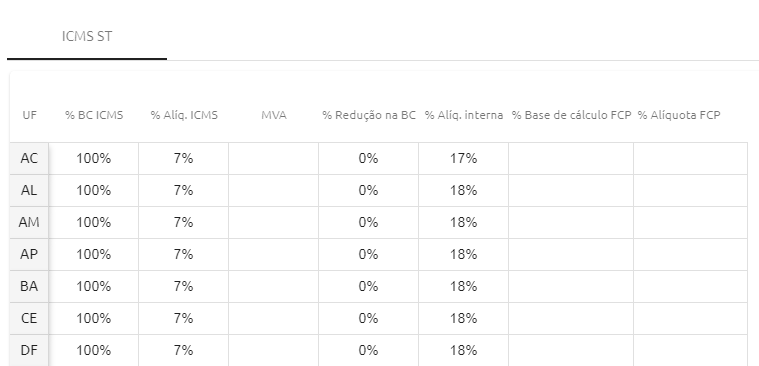 ICMS ST
UF % BC ICMS % Alíq. ICMS MVA % Redução na BC % Alíq. interna % Base de cálculo FCP % Alíquota FCP
AC 100% 7% 0% 17%
AL 100% 7% 0% 18%
AM 100% 7% 0% 18%
AP 100% 7% 0% 18%
BA 100% 7% 0% 18%
CE 100% 7% 0% 18%
DF 100% 7% 0% 18%